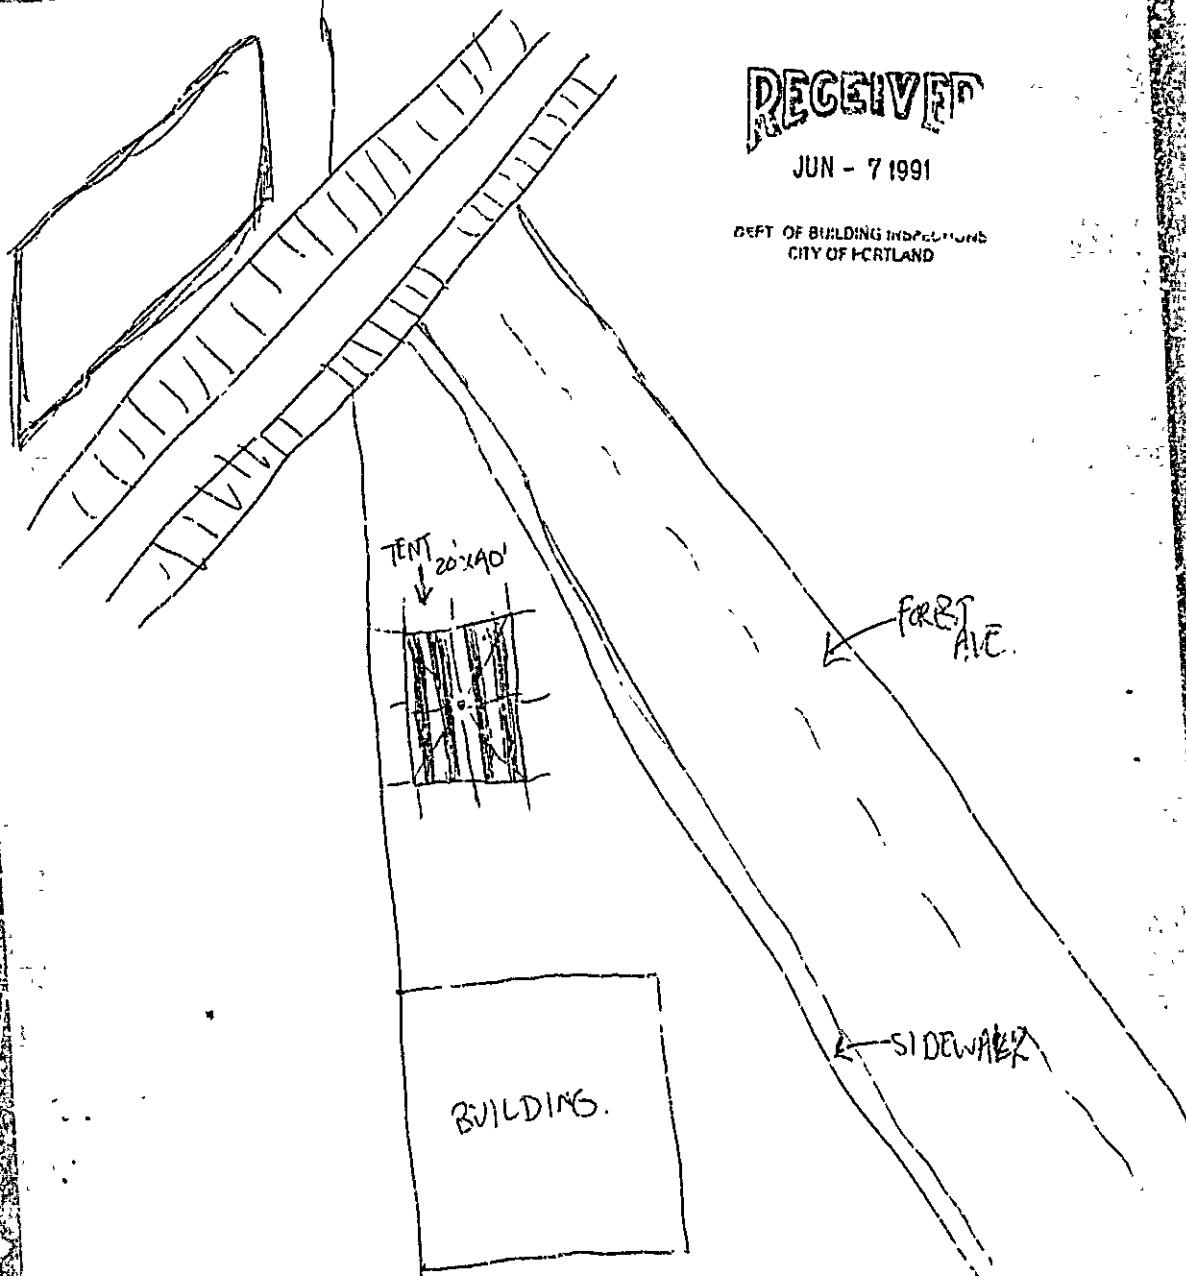 RECEIVED
JUN - 7 1991
DEPT OF BUILDING INSPECTIONS
CITY OF PORTLAND
TENT 20'x40'
FOREST
AVE.
SIDEWALK
BUILDING.